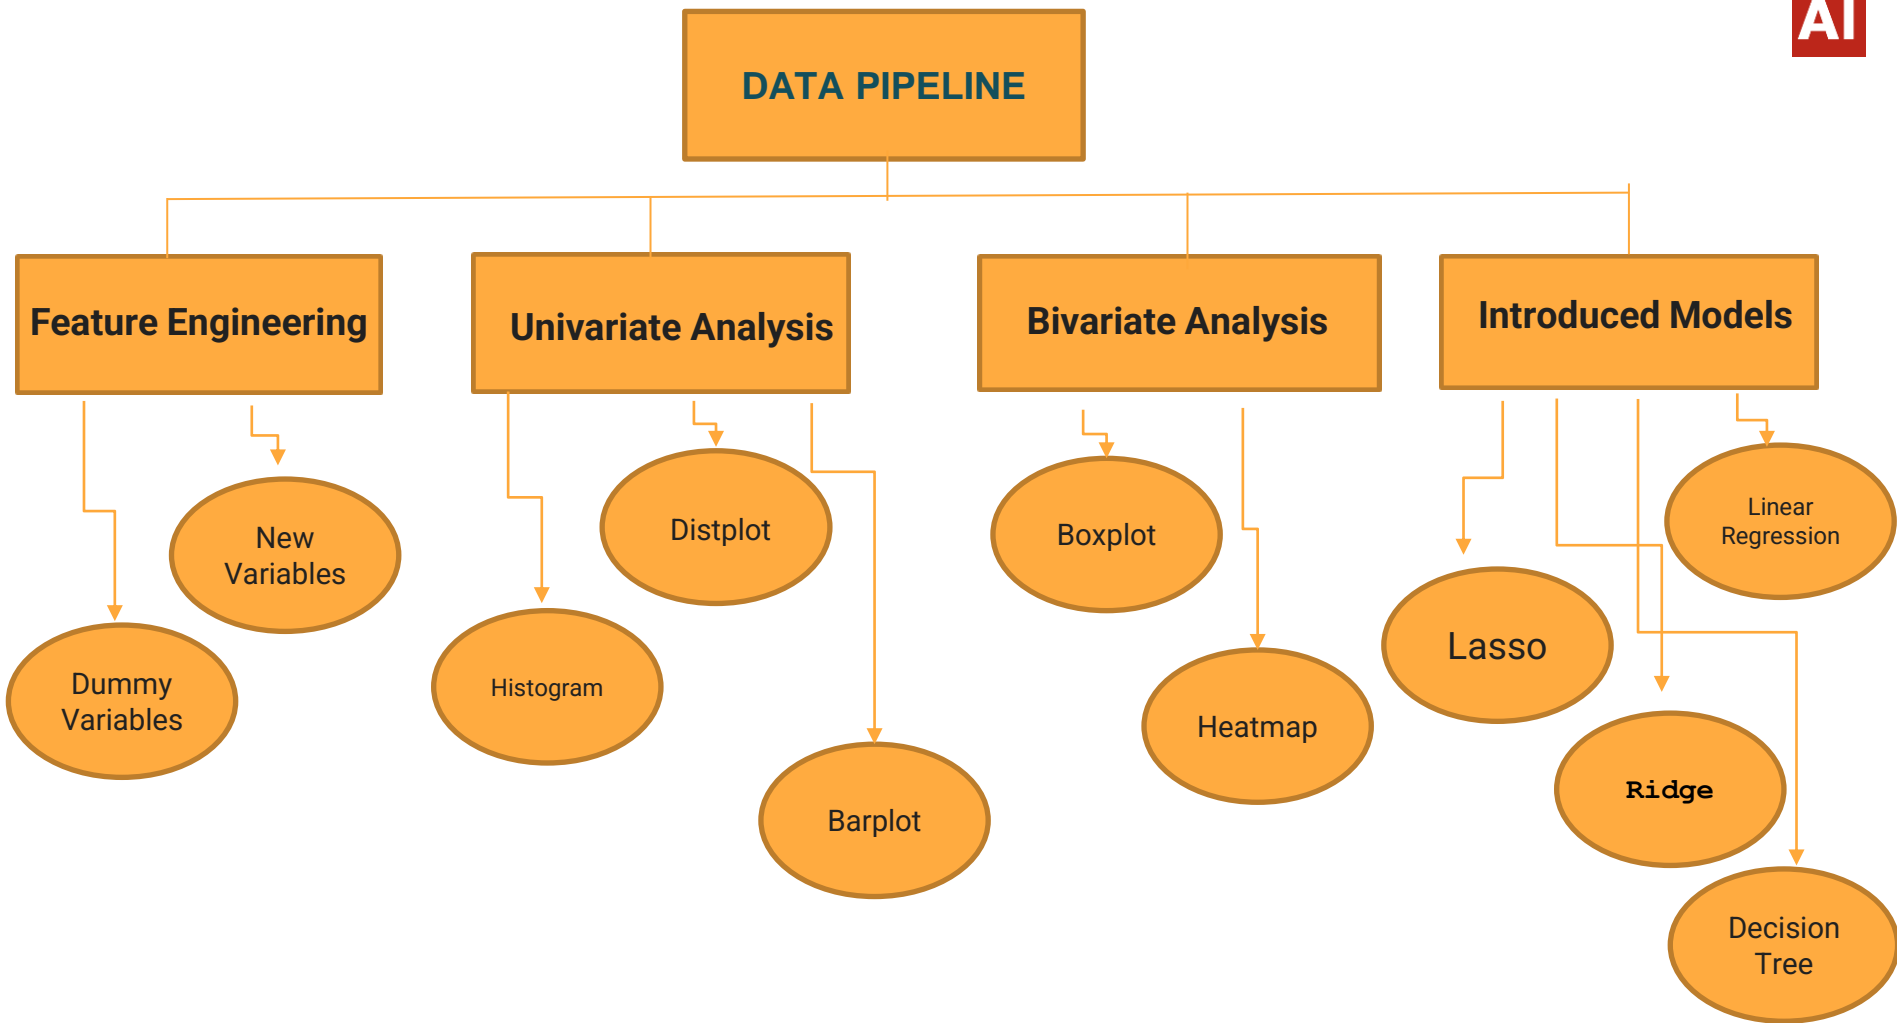 AI
DATA PIPELINE
Feature Engineering
Univariate Analysis
Bivariate Analysis
Introduced Models
New
Variables
Dummy
Variables
Distplot
Histogram
Barplot
Boxplot
Heatmap
Linear
Regression
Lasso
Ridge
Decision
Tree